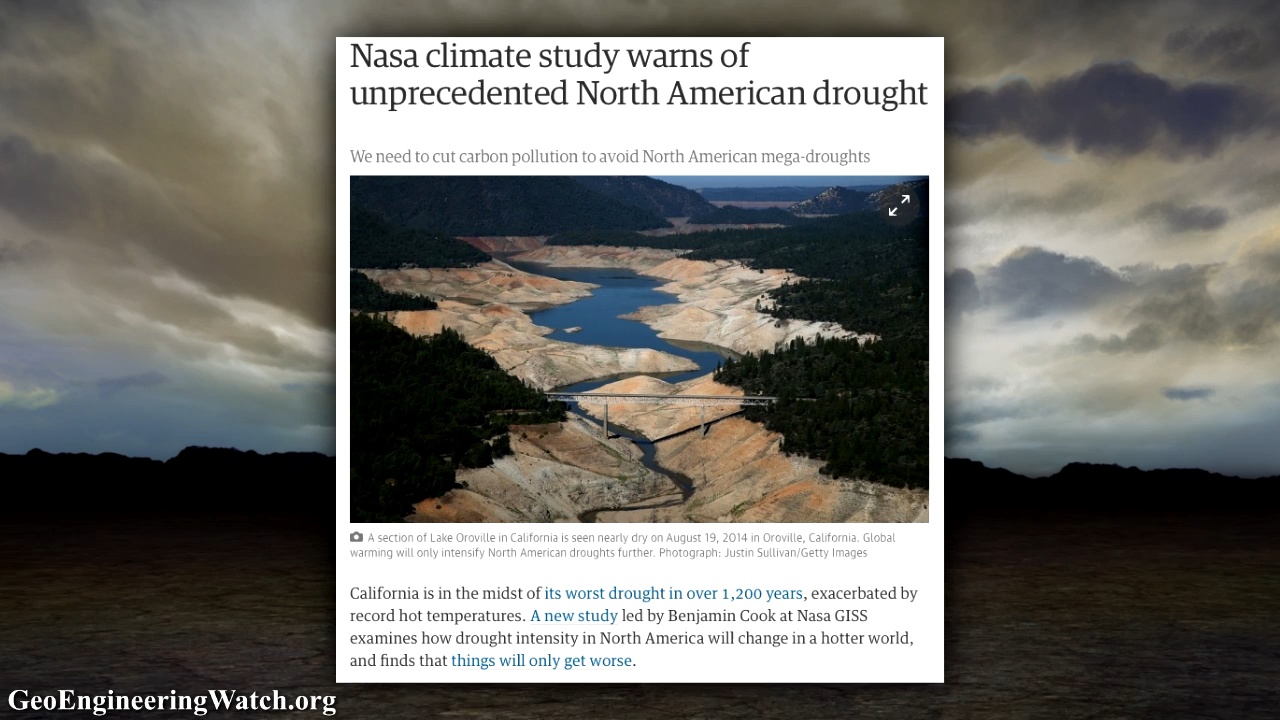 Nasa climate study warns of
unprecedented North American drought
We need to cut carbon pollution to avoid North American mega-droughts
A section of Lake Oroville in California is seen nearly dry on August 19, 2014 in Oroville, California. Global
warming will only intensify North American droughts further. Photograph: Justin Sullivan/Getty Images
California is in the midst of its worst drought in over 1,200 years, exacerbated by
record hot temperatures. A new study led by Benjamin Cook at Nasa GISS
examines how drought intensity in North America will change in a hotter world,
and finds that things will only get worse.
GeoEngineeringWatch.org